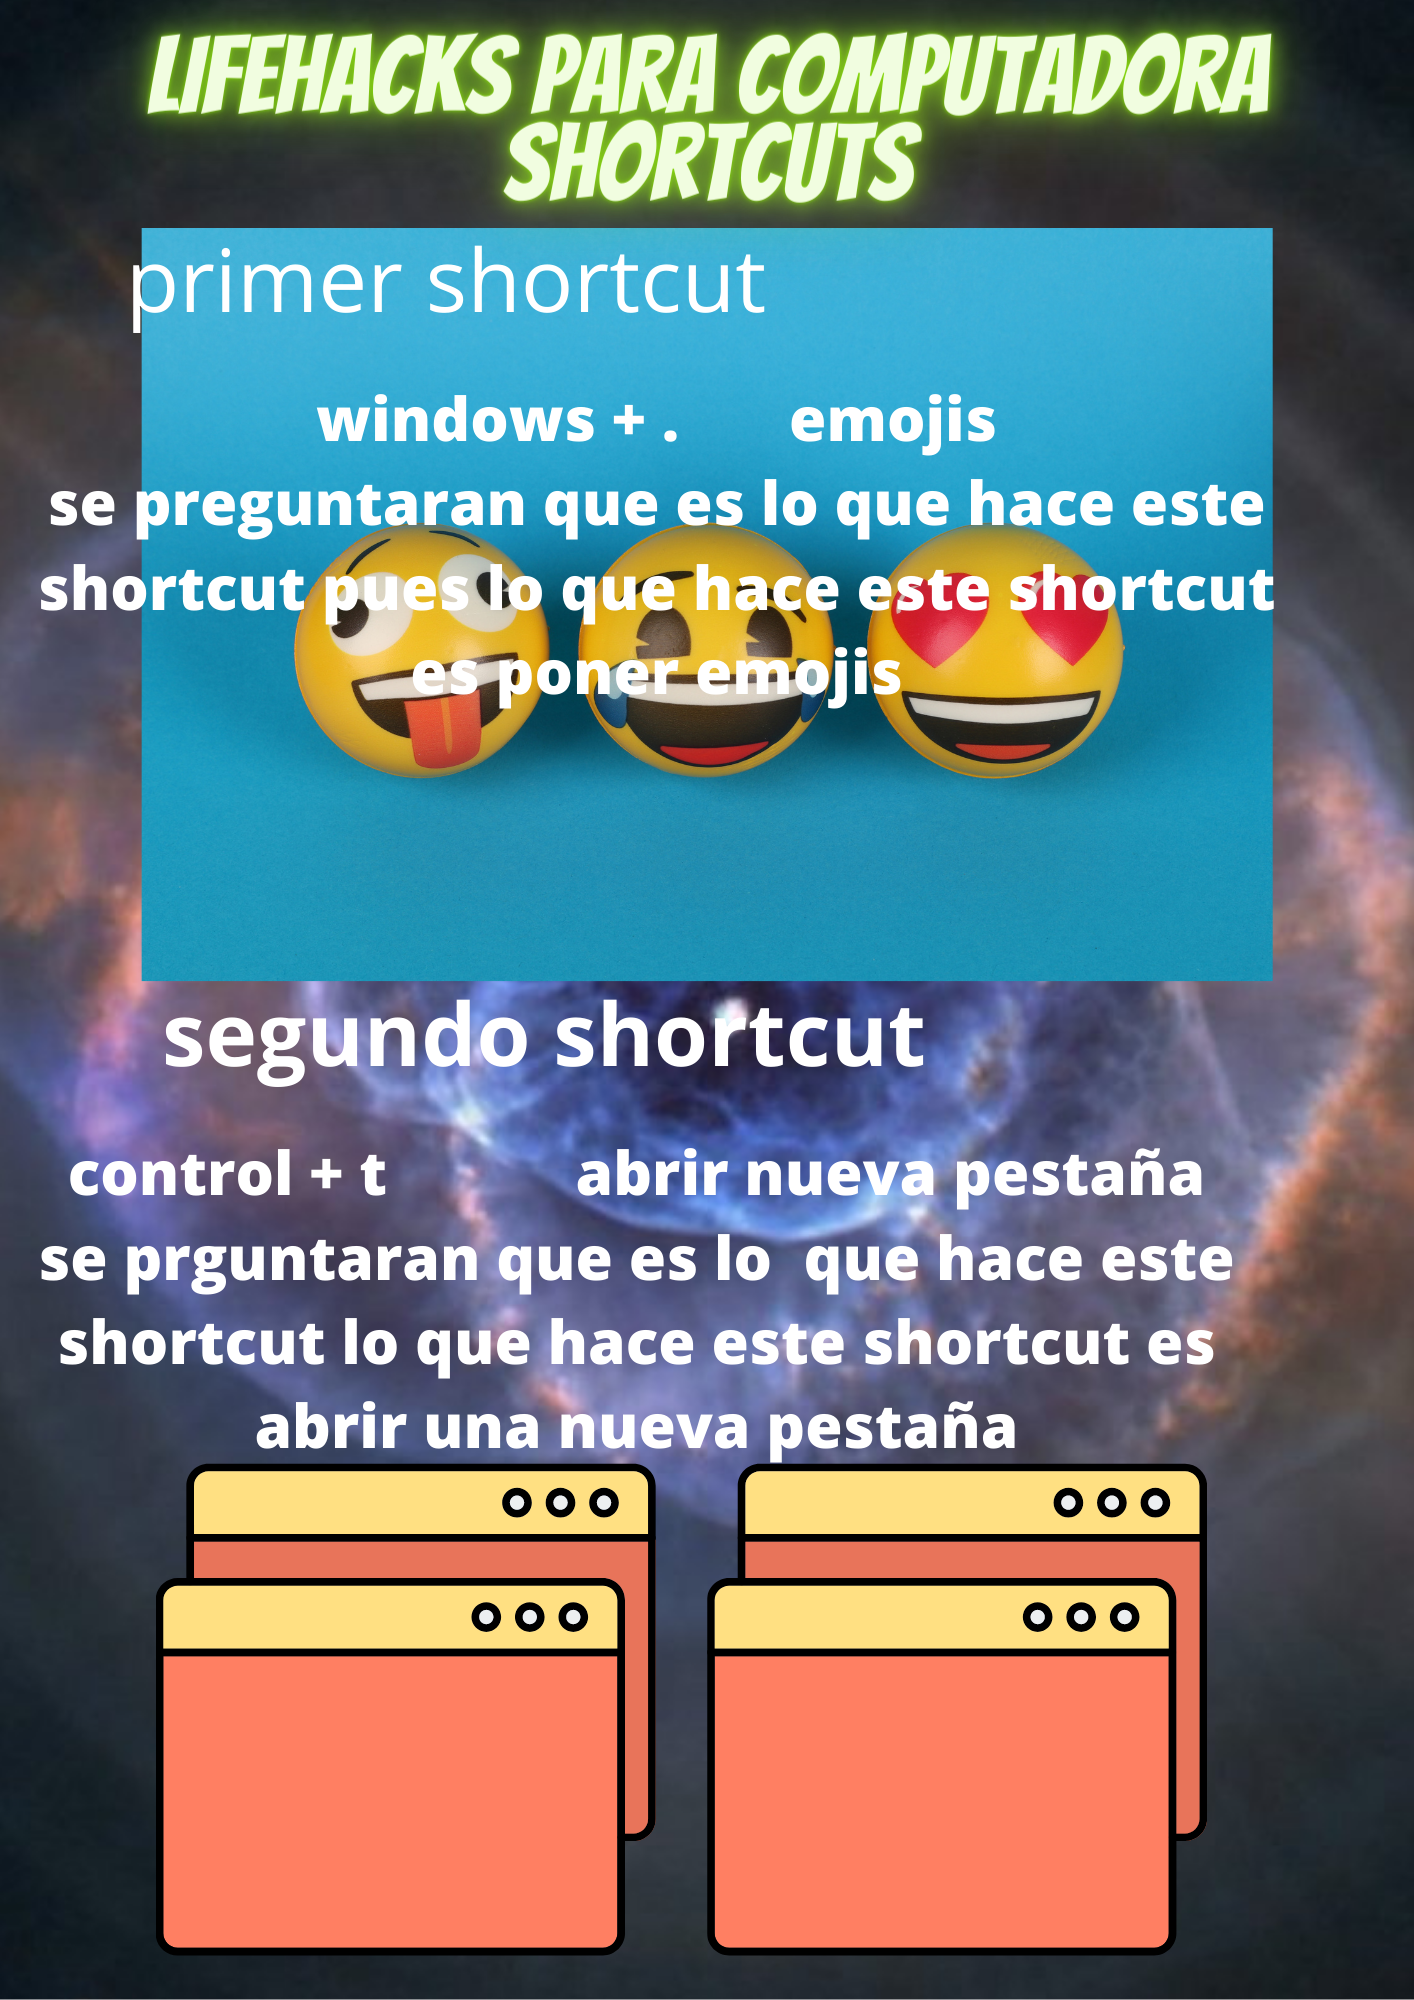 LIFEHACKS PARA COMPUTADORA
SHORTCUTS
primer shortcut
windows + . emojis
se preguntaran que es lo que hace este
shortcut pues lo que hace este shortcut
es poner emojis
segundo shortcut
control + t abrir nueva pestaña
se prguntaran que es lo que hace este
shortcut lo que hace este shortcut es
abrir una nueva pestaña